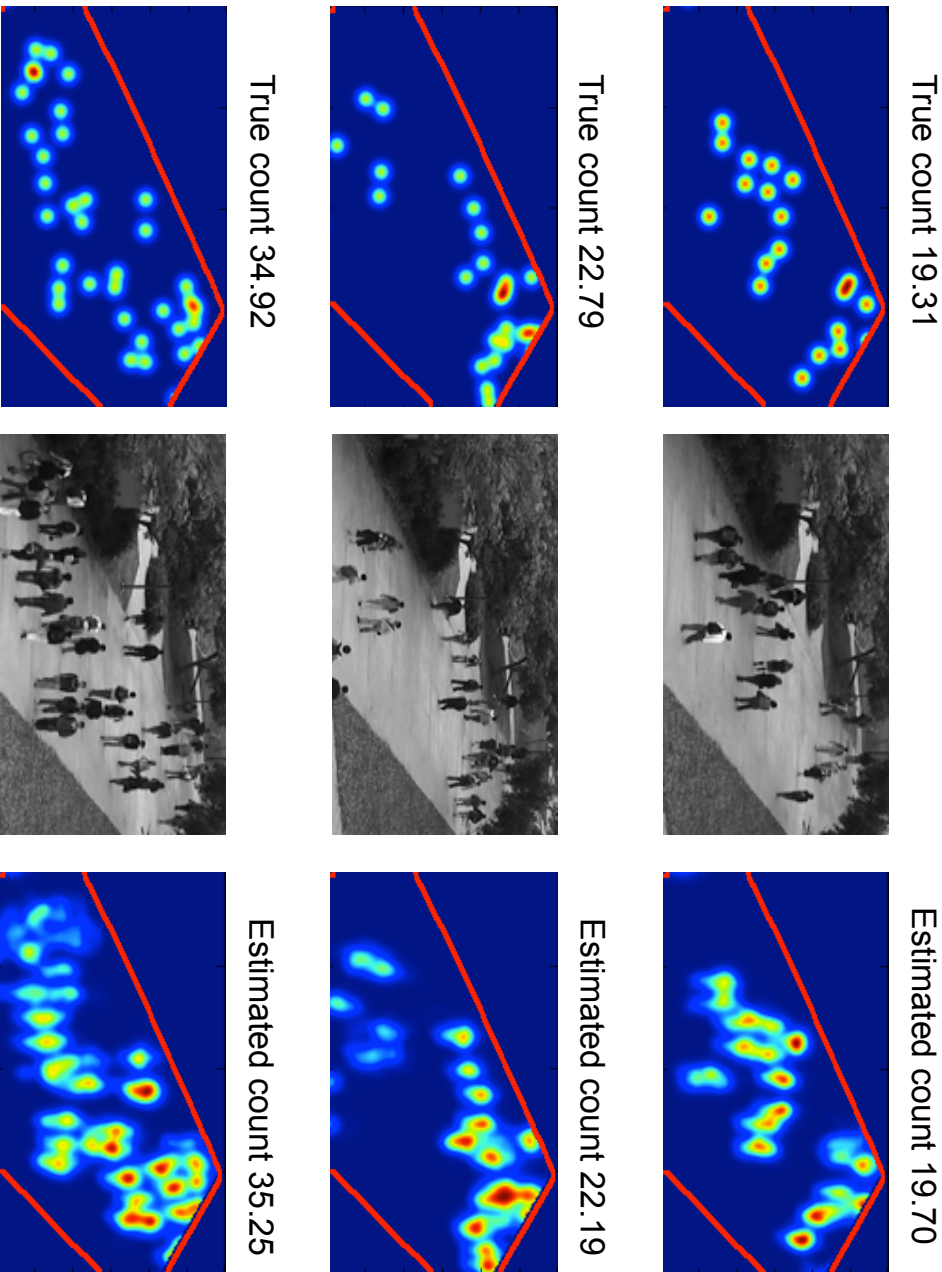 True count 19.31
Estimated count 19.70
True count 22.79
Estimated count 22.19
True count 34.92
Estimated count 35.25